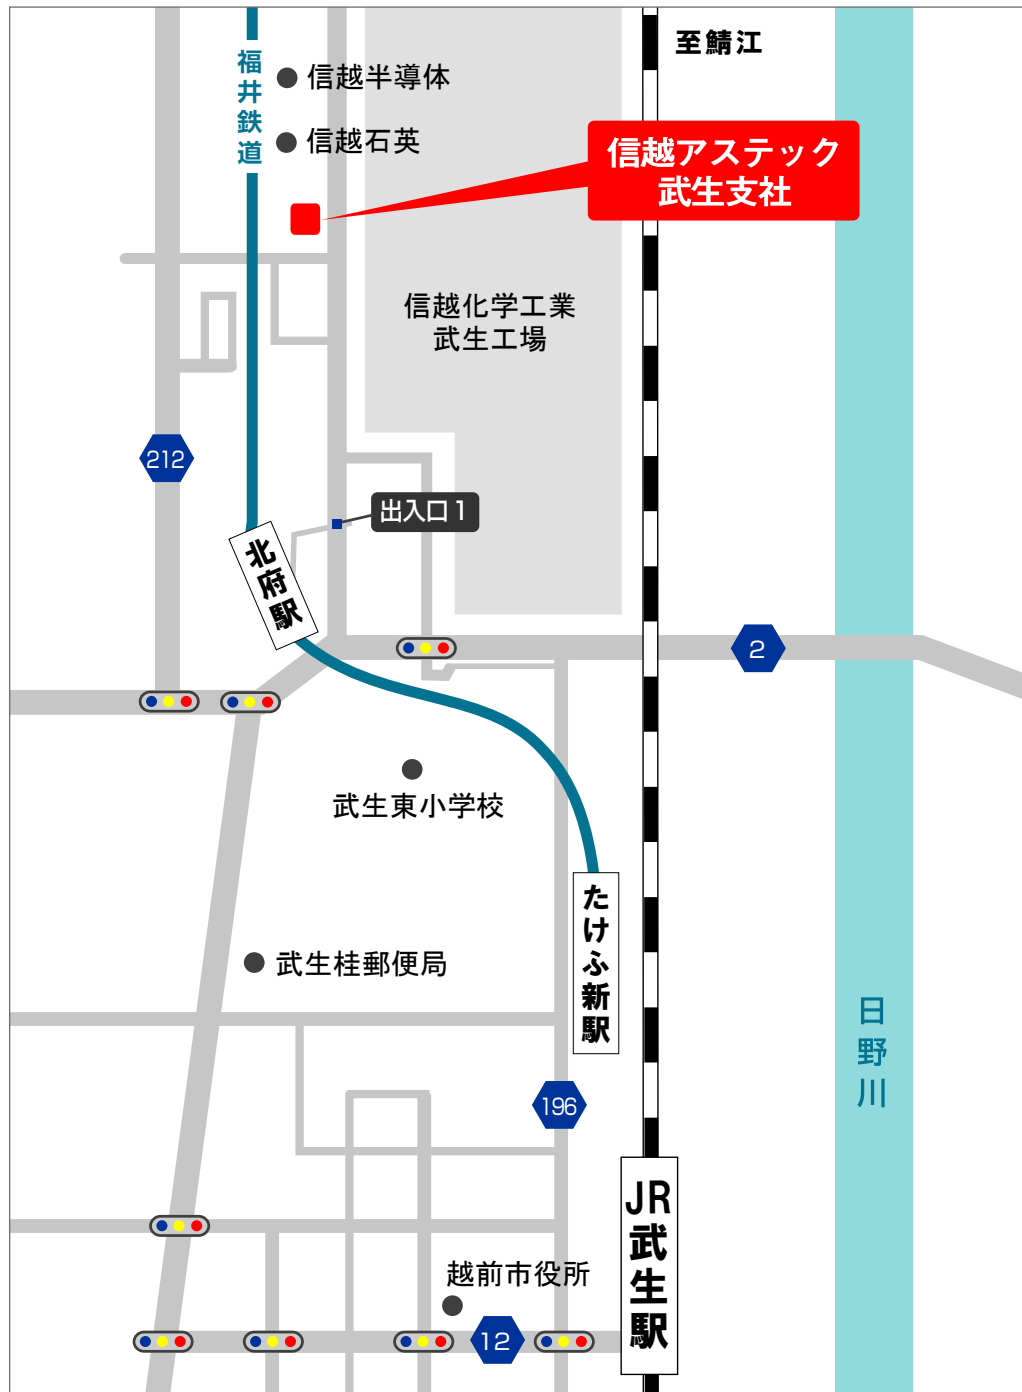 至鯖江
福井鉄道
信越半導体
信越石英
信越アステック
武生支社
信越化学工業
武生工場
212
出入口1
北府駅
2
武生東小学校
たけふ新駅
武生桂郵便局
日野川
196
JR武生駅
越前市役所
12